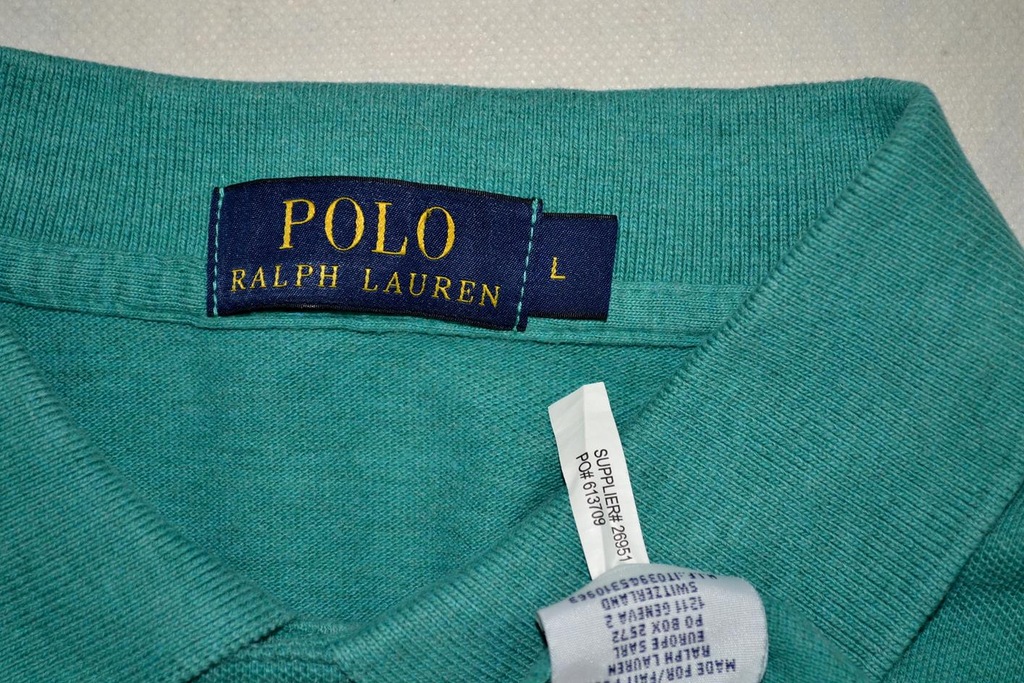 POLO
RALPH LAUREN
L
SUPPLIER# 26951
PO# 613709
MADE FOR/FAIT
RALPH LAUREN
EUROPE SARL
PO BOX 2572
1211 GENEVA 2
SWITZERLAND